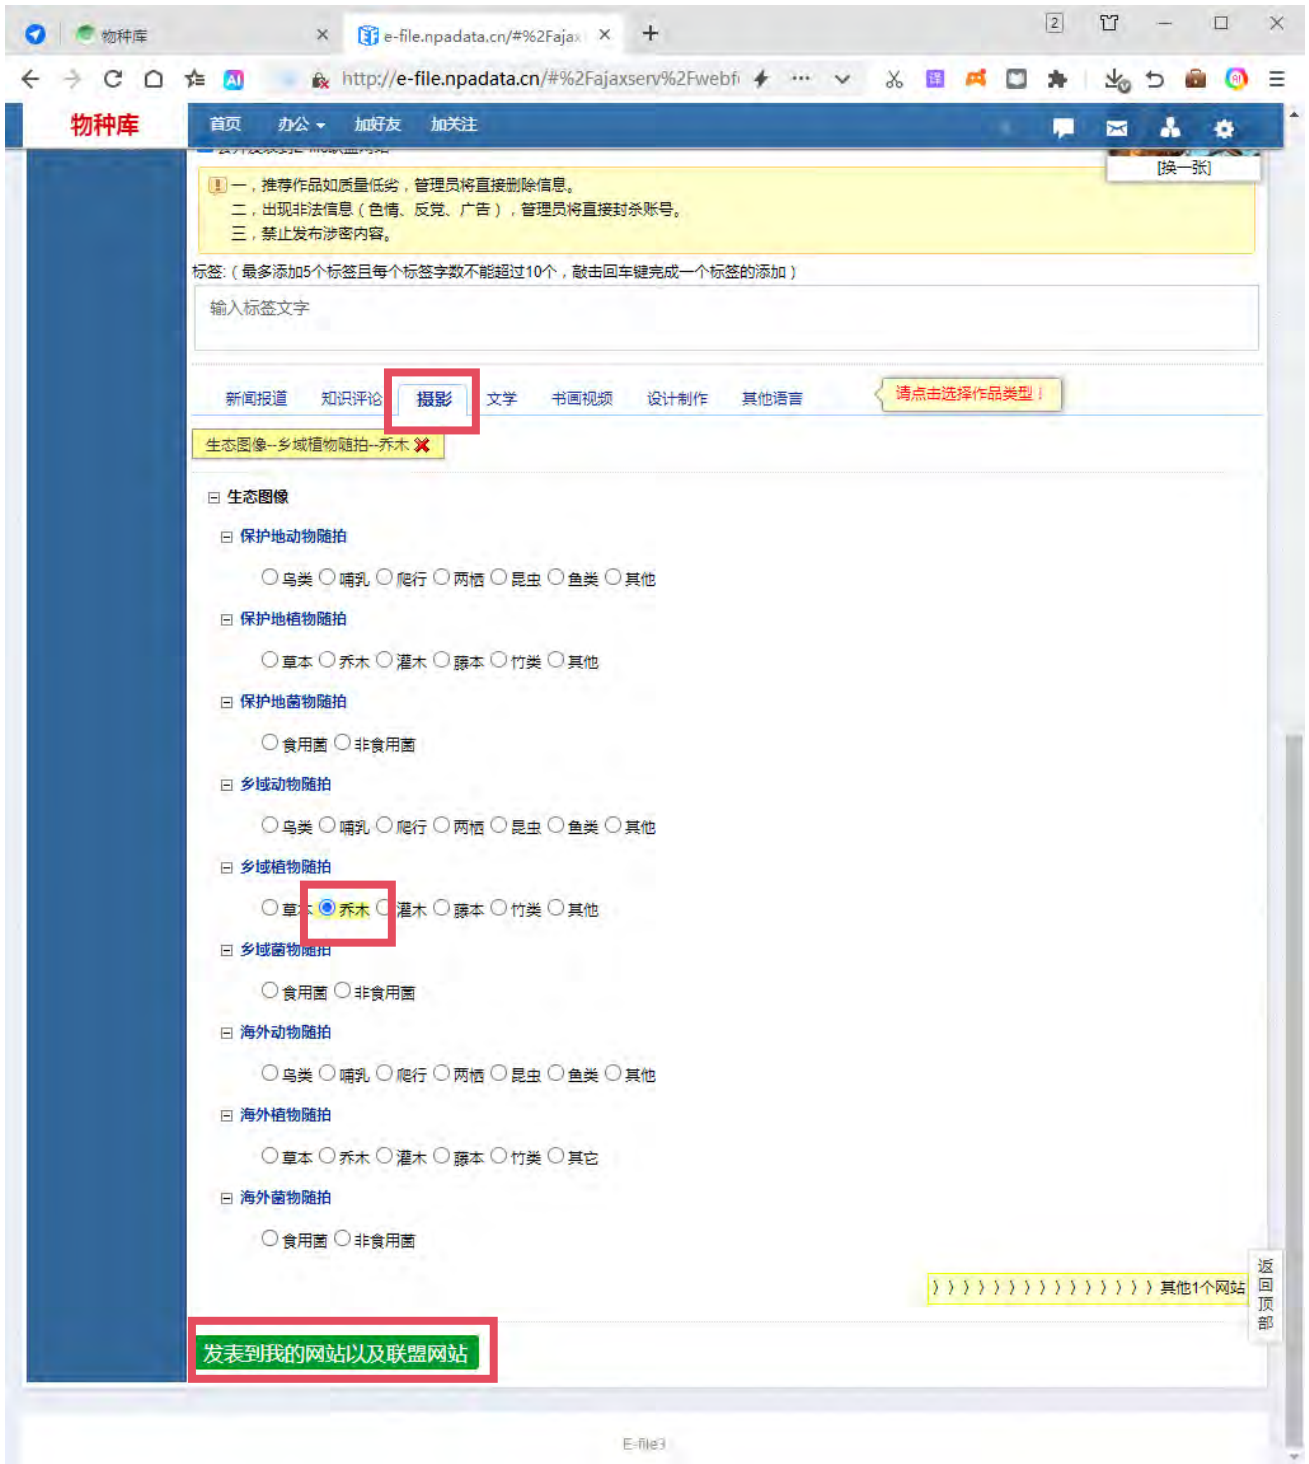 物种库
e-file.npadata.cn/#%2Fajax
2
http://e-file.npadata.cn/#%2Fajaxserv%2Fwebf
AI
译
物种库
首页 办公 加好友 加关注
[换一张]
一，推荐作品如质量低劣，管理员将直接删除信息。
二，出现非法信息（色情、反党、广告），管理员将直接封杀账号。
三，禁止发布涉密内容。
标签:（最多添加5个标签且每个标签字数不能超过10个，敲击回车键完成一个标签的添加）
输入标签文字
新闻报道 知识评论 摄影 文学 书画视频 设计制作 其他语言 请点击选择作品类型！
生态图像--乡域植物随拍--乔木
生态图像
保护地动物随拍
鸟类 哺乳 爬行 两栖 昆虫 鱼类 其他
保护地植物随拍
草本 乔木 灌木 藤本 竹类 其他
保护地菌物随拍
食用菌 非食用菌
乡域动物随拍
鸟类 哺乳 爬行 两栖 昆虫 鱼类 其他
乡域植物随拍
草本 乔木 灌木 藤本 竹类 其他
乡域菌物随拍
食用菌 非食用菌
海外动物随拍
鸟类 哺乳 爬行 两栖 昆虫 鱼类 其他
海外植物随拍
草本 乔木 灌木 藤本 竹类 其它
海外菌物随拍
食用菌 非食用菌
》》》》》》》》》》》》》》》其他1个网站
返回顶部
发表到我的网站以及联盟网站
E-file3